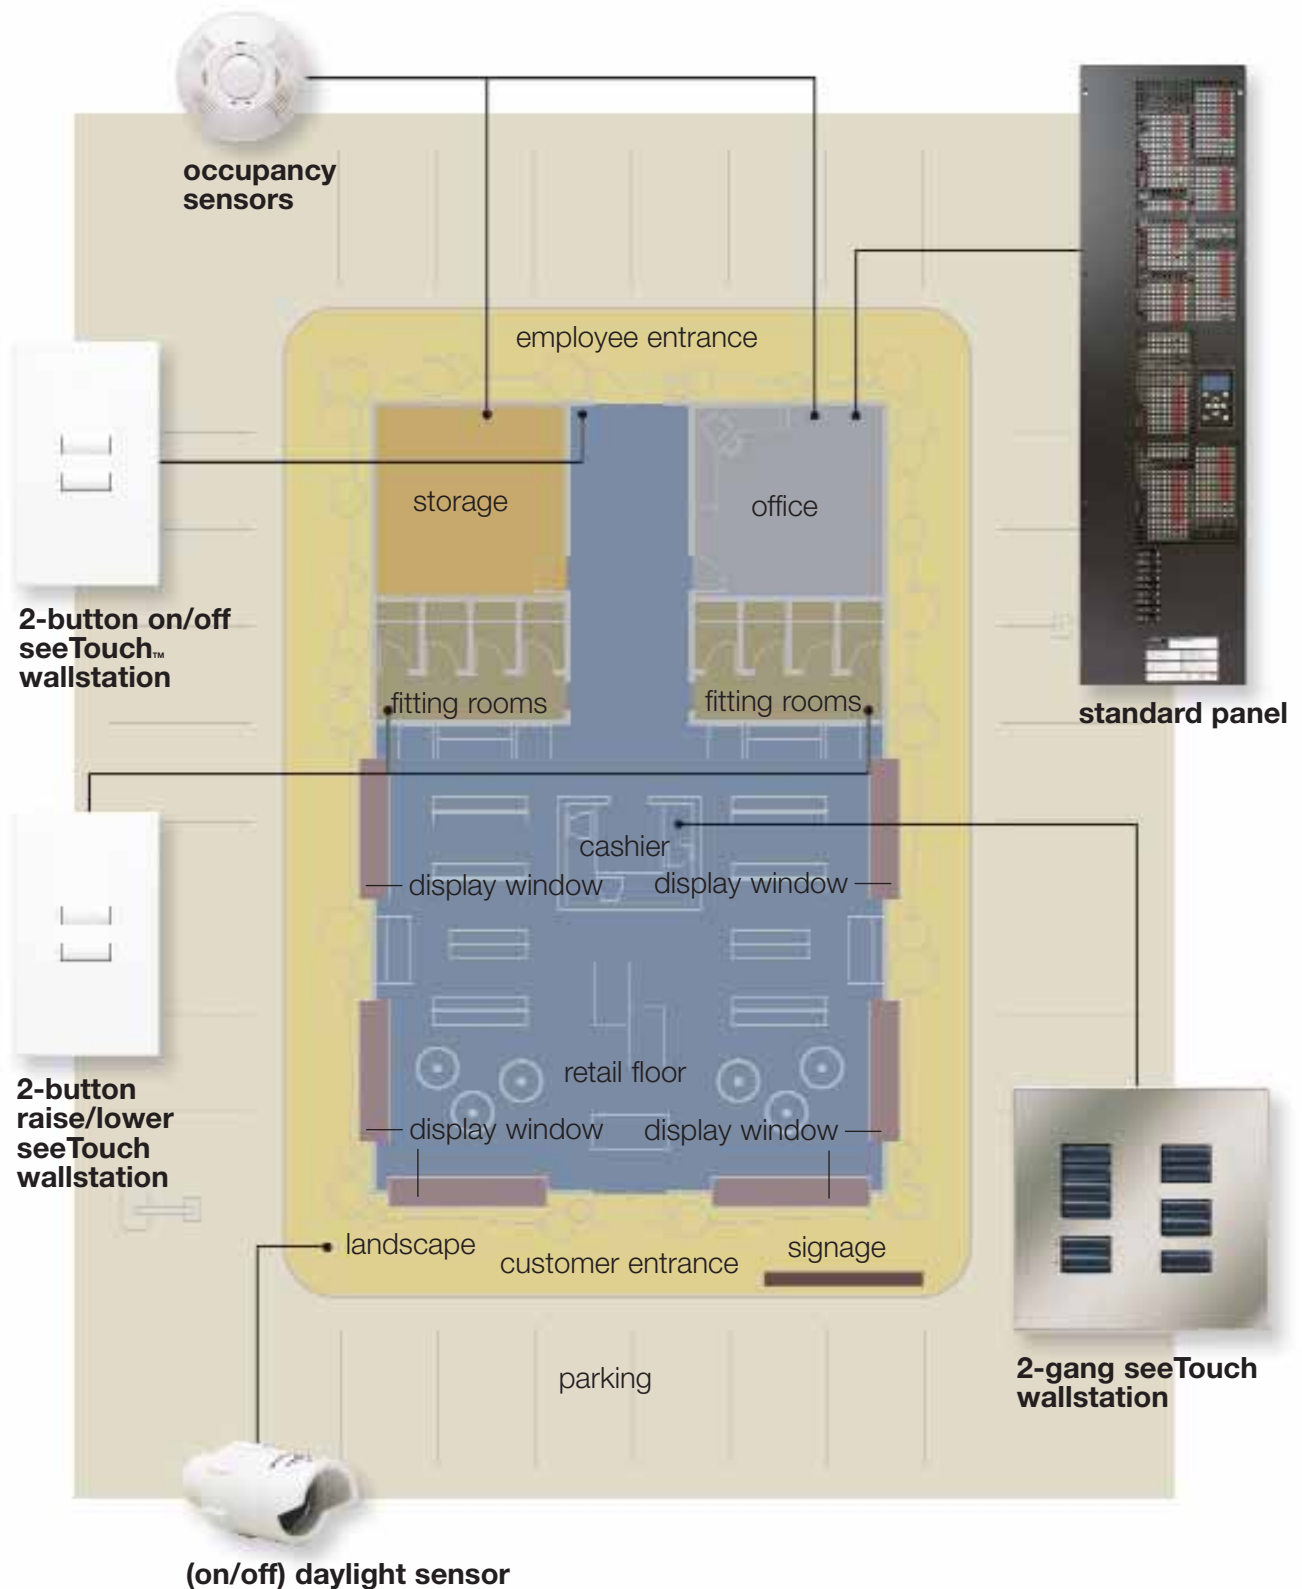 occupancy
sensors
employee entrance
storage
office
2-button on/off
seeTouch™
wallstation
fitting rooms
fitting rooms
standard panel
cashier
display window
display window
retail floor
2-button
raise/lower
seeTouch
wallstation
display window
display window
landscape
customer entrance
signage
parking
2-gang seeTouch
wallstation
(on/off) daylight sensor